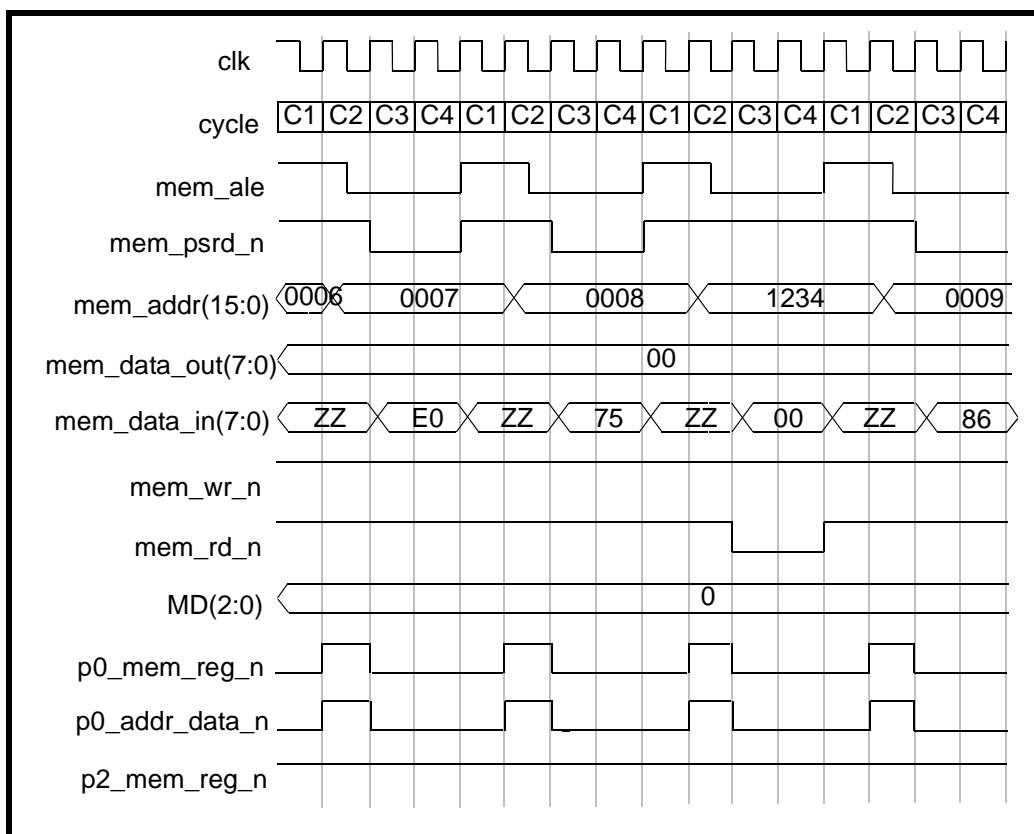 clk
cycle C1 C2 C3 C4 C1 C2 C3 C4 C1 C2 C3 C4 C1 C2 C3 C4
mem_ale
mem_psrd_n
mem_addr(15:0) 0006 0007 0008 1234 0009
mem_data_out(7:0) 00
mem_data_in(7:0) ZZ E0 ZZ 75 ZZ 00 ZZ 86
mem_wr_n
mem_rd_n
MD(2:0) 0
p0_mem_reg_n
p0_addr_data_n
p2_mem_reg_n